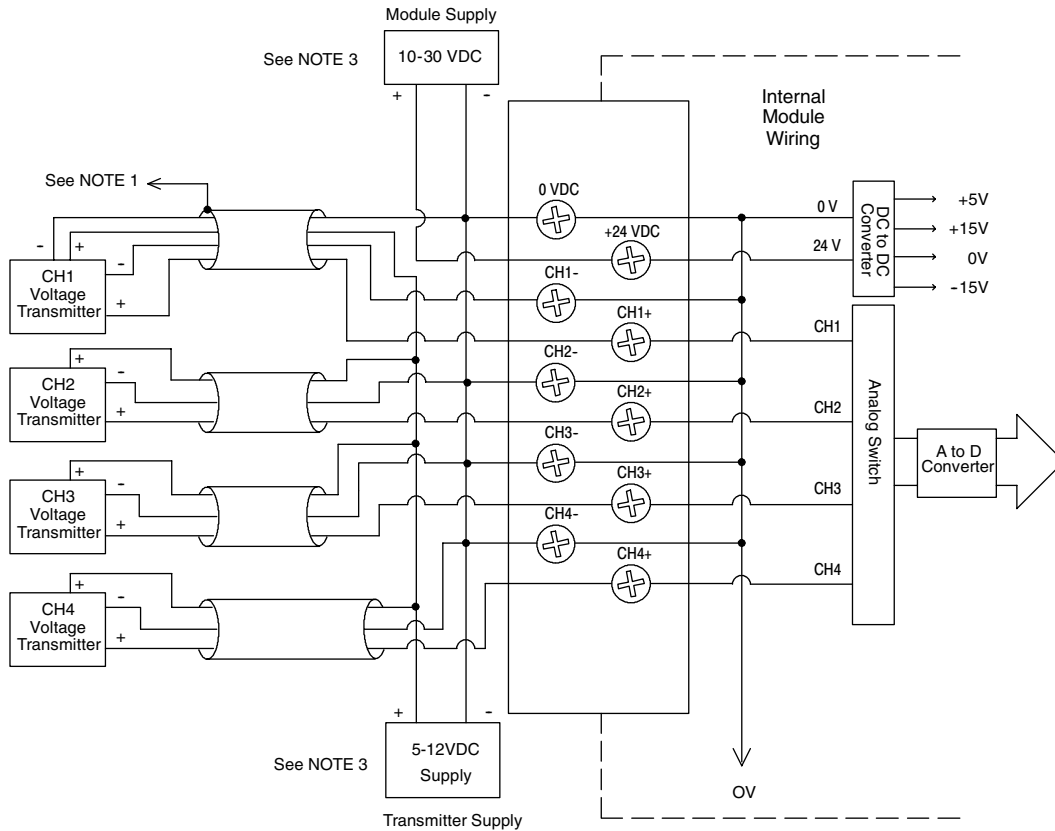 Module Supply
See NOTE 3
10-30 VDC
+ -
Internal
Module
Wiring
See NOTE 1
0 VDC
0 V
+5V
- +
+24 VDC
+15V
24 V
DC to DC
Converter
0V
CH1
Voltage
Transmitter
-
+
CH1-
-15V
CH1+
CH1
CH2
Voltage
Transmitter
+
-
+
CH2-
CH2+
CH2
Analog Switch
A to D
Converter
CH3
Voltage
Transmitter
+
-
+
CH3-
CH3+
CH3
CH4-
CH4
Voltage
Transmitter
+
-
+
CH4+
CH4
+ -
See NOTE 3
5-12VDC
Supply
Transmitter Supply
OV